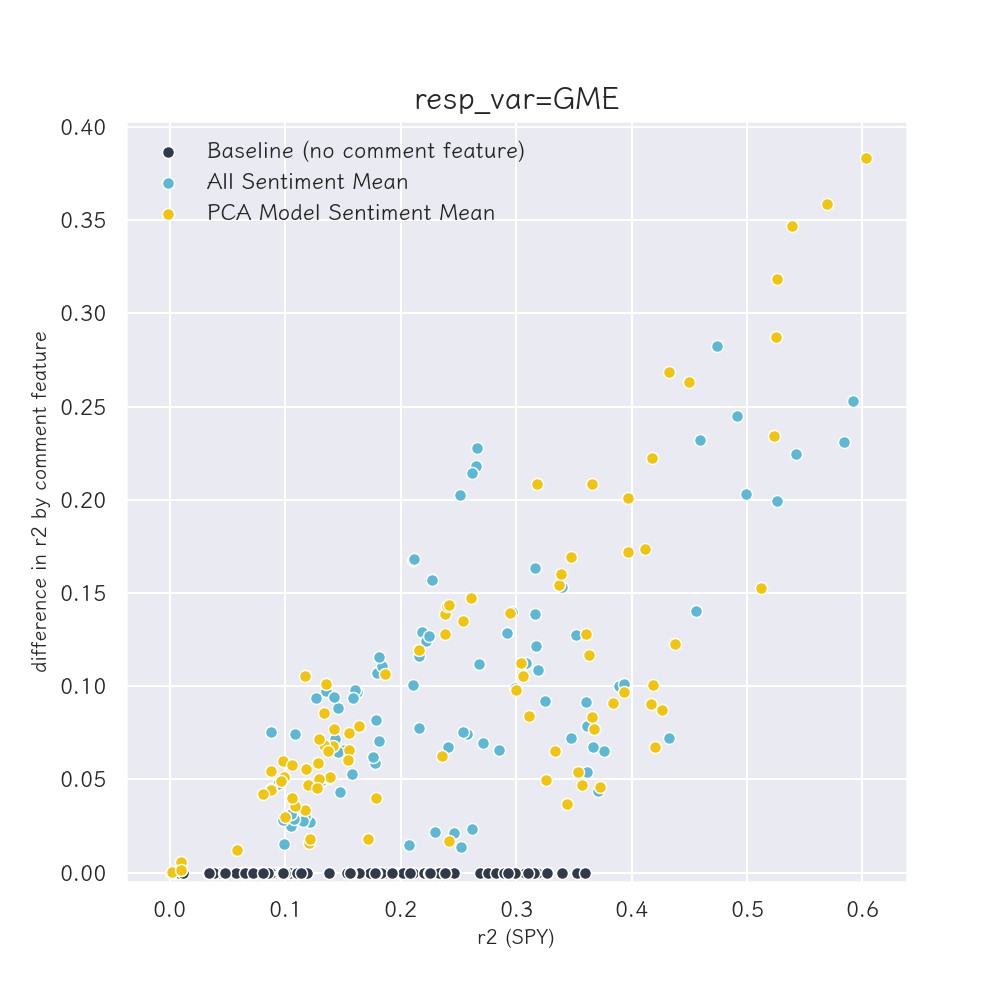 resp_var=GME
Baseline (no comment feature)
All Sentiment Mean
PCA Model Sentiment Mean
0.40
0.35
0.30
0.25
0.20
0.15
0.10
0.05
0.00
difference in r2 by comment feature
0.0 0.1 0.2 0.3 0.4 0.5 0.6
r2 (SPY)